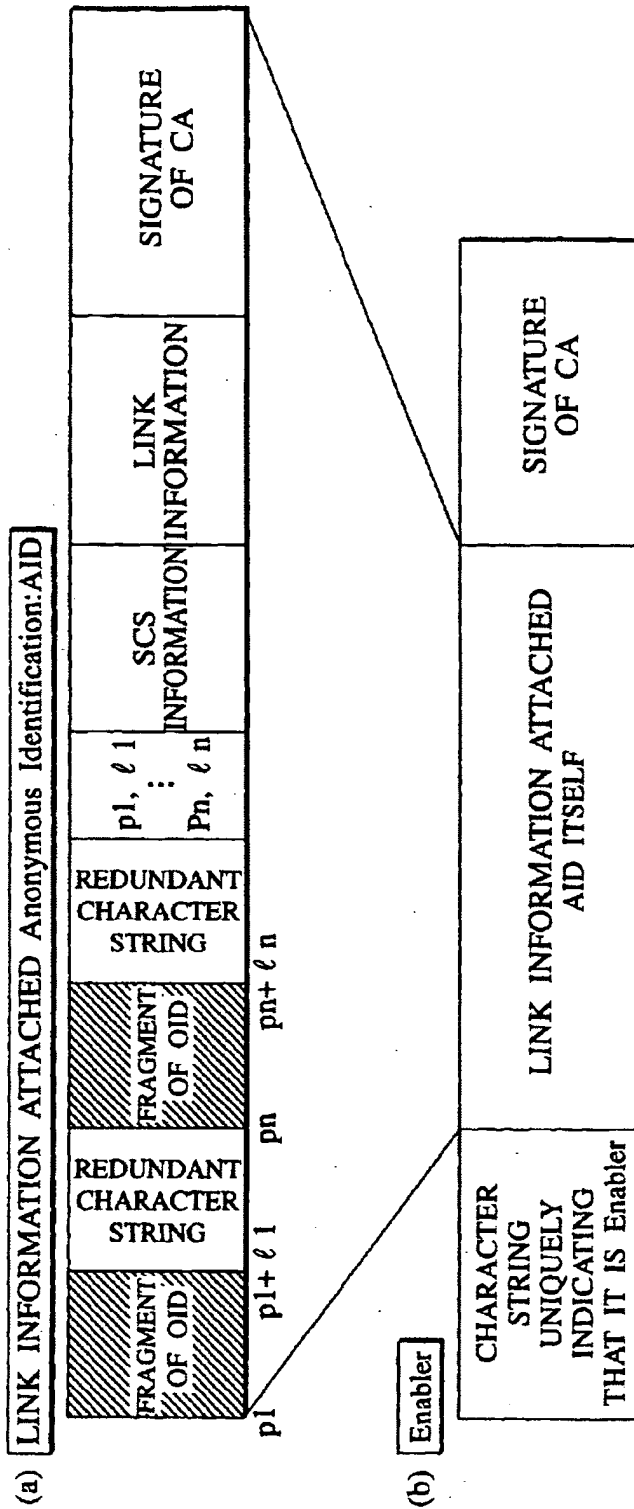 (a) LINK INFORMATION ATTACHED Anonymous Identification:AID
FRAGMENT
OF OID
REDUNDANT
CHARACTER
STRING
FRAGMENT
OF OID
REDUNDANT
CHARACTER
STRING
p1, ℓ 1
⋮
Pn, ℓ n
SCS
INFORMATION
LINK
INFORMATION
SIGNATURE
OF CA
p1
p1+ ℓ 1
pn
pn+ ℓ n
(b) Enabler
CHARACTER
STRING
UNIQUELY
INDICATING
THAT IT IS Enabler
LINK INFORMATION ATTACHED
AID ITSELF
SIGNATURE
OF CA